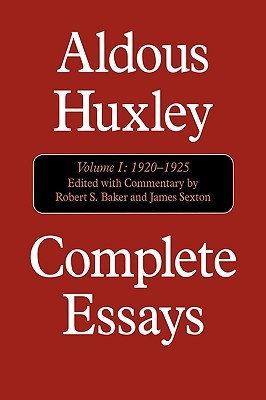 Aldous
Huxley
Volume I: 1920–1925
Edited with Commentary by
Robert S. Baker and James Sexton
Complete
Essays